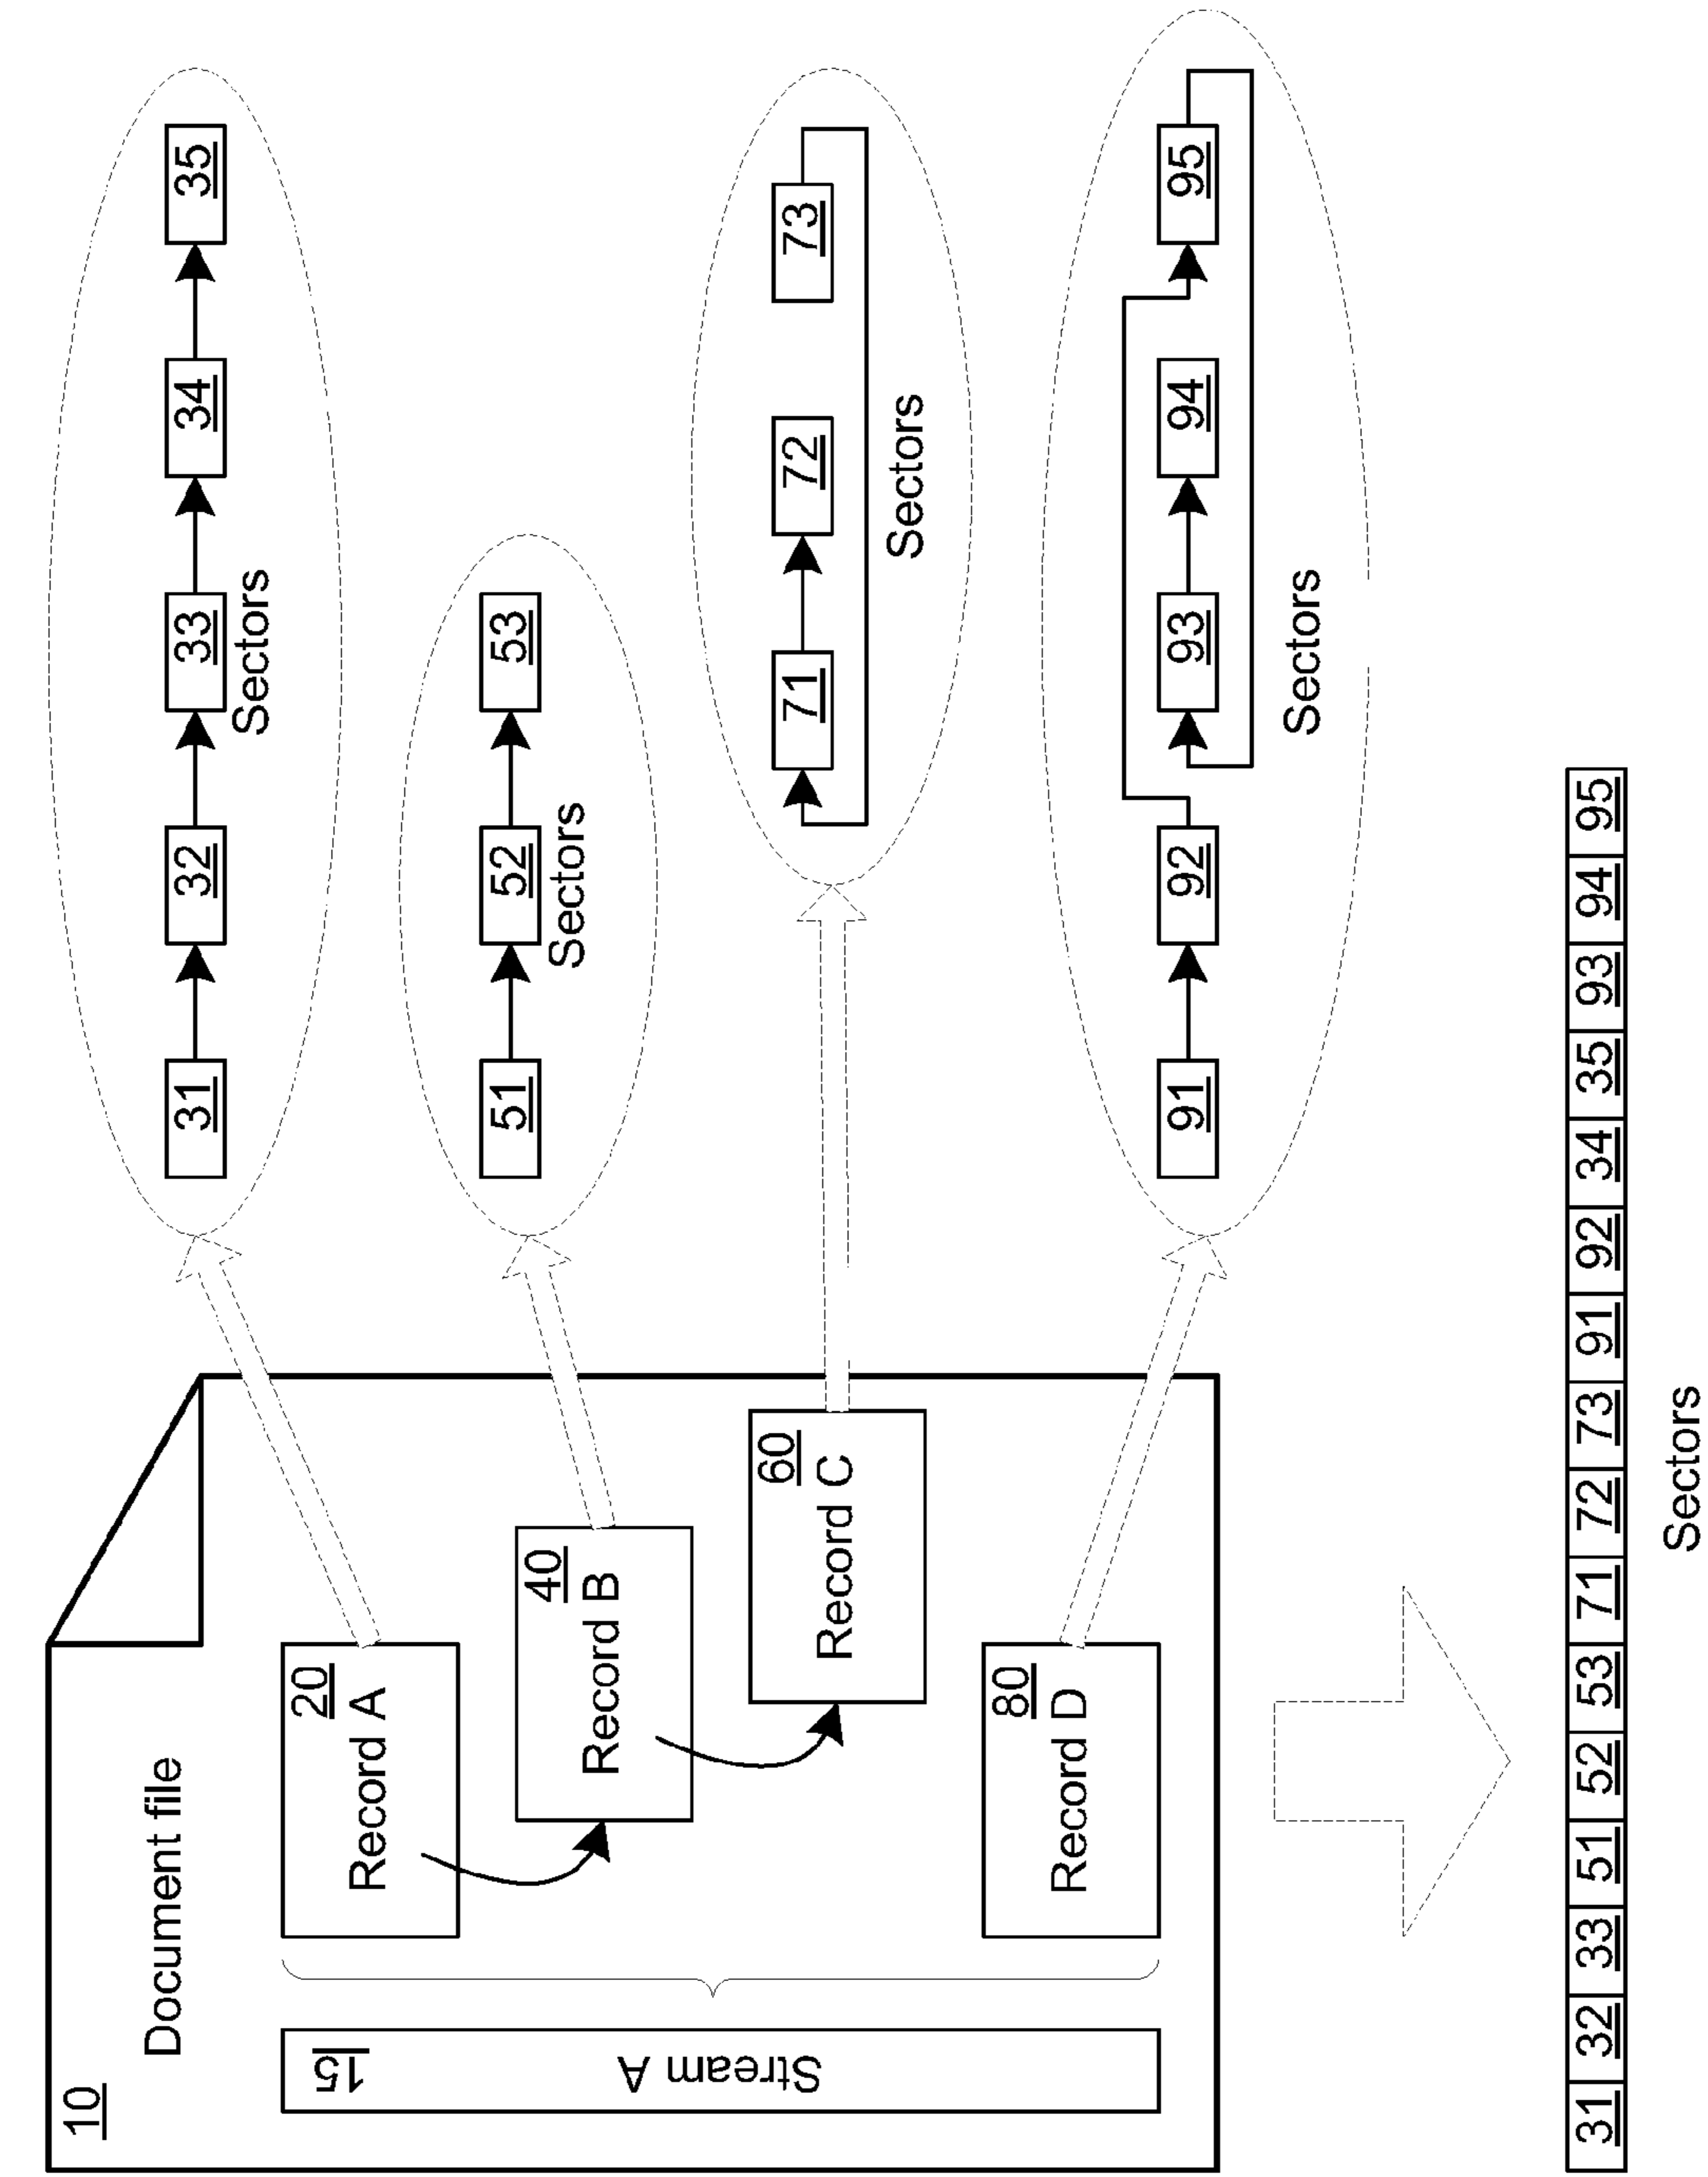 10
Document file
15
Stream A
20
Record A
40
Record B
60
Record C
80
Record D
31
32
33
34
35
Sectors
51
52
53
Sectors
71
72
73
Sectors
91
92
93
94
95
Sectors
31 32 33 51 52 53 71 72 73 91 92 34 35 93 94 95
Sectors